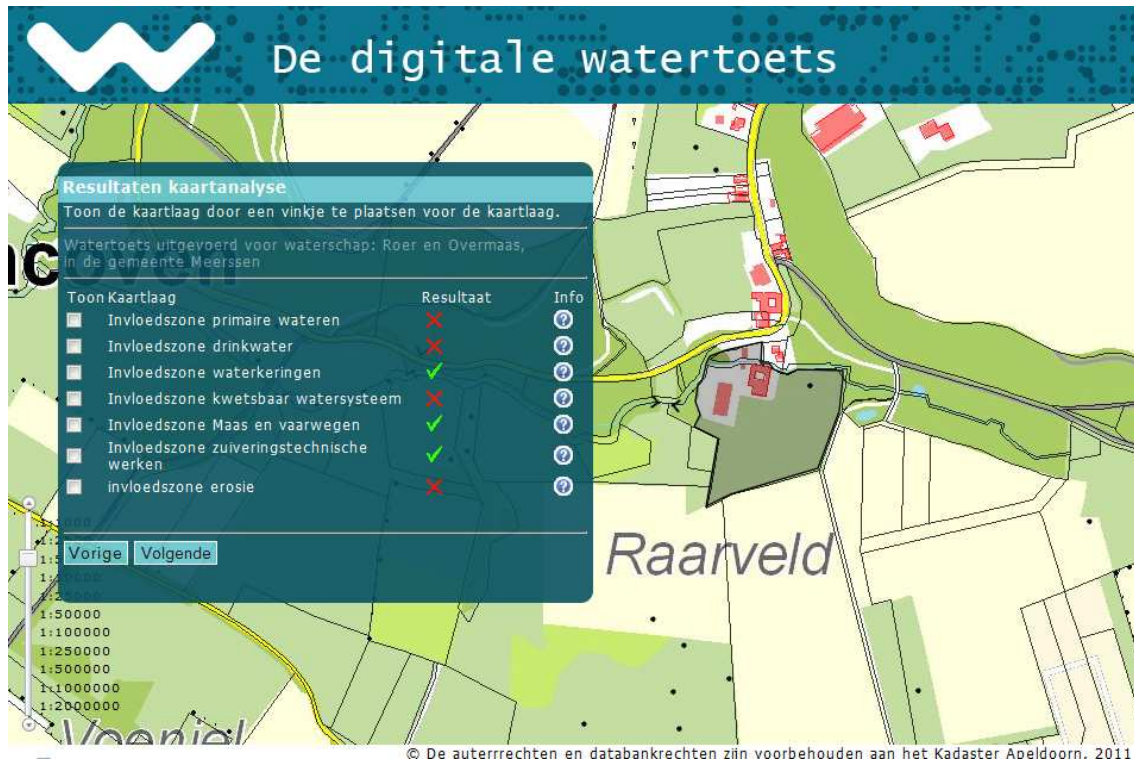 De digitale watertoets
Resultaten kaartanalyse
Toon de kaartlaag door een vinkje te plaatsen voor de kaartlaag.
Watertoets uitgevoerd voor waterschap: Roer en Overmaas,
in de gemeente Meerssen
Toon Kaartlaag Resultaat Info
Invloedszone primaire wateren
Invloedszone drinkwater
Invloedszone waterkeringen
Invloedszone kwetsbaar watersysteem
Invloedszone Maas en vaarwegen
Invloedszone zuiveringstechnische
werken
invloedszone erosie
Vorige Volgende
Raarveld
1:1000
1:25000
1:50000
1:100000
1:250000
1:500000
1:1000000
1:2000000
© De auterrrechten en databankrechten zijn voorbehouden aan het Kadaster Apeldoorn, 2011